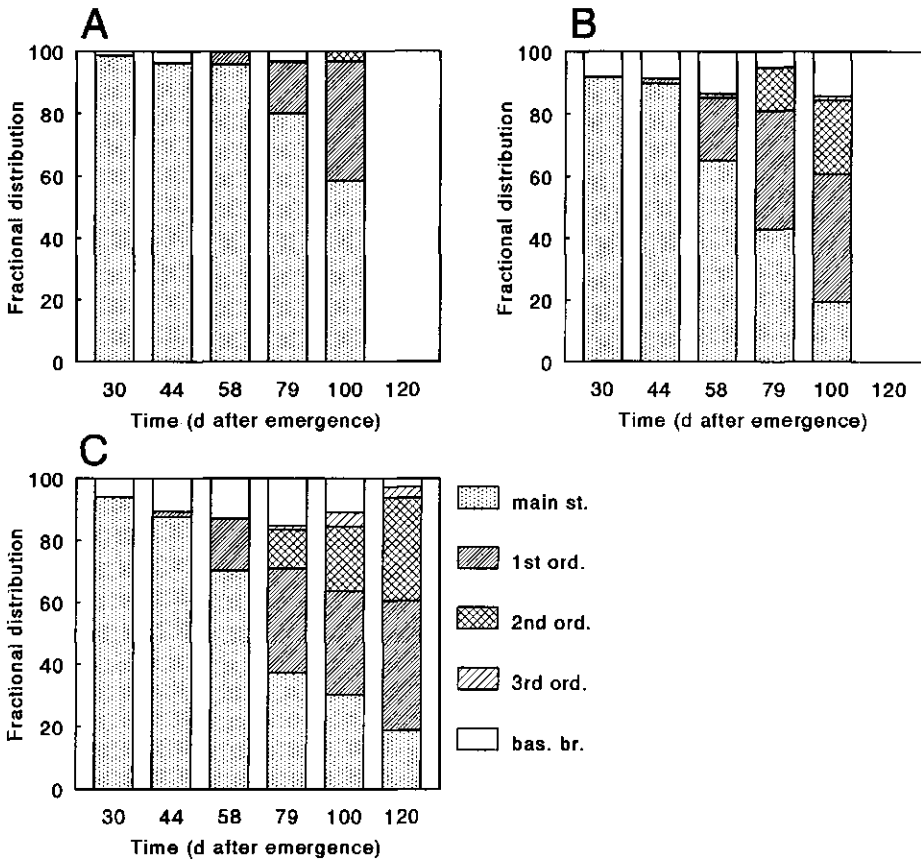 A
100
80
60
40
20
0
Fractional distribution
30 44 58 79 100 120
Time (d after emergence)
B
100
80
60
40
20
0
Fractional distribution
30 44 58 79 100 120
Time (d after emergence)
C
100
80
60
40
20
0
Fractional distribution
30 44 58 79 100 120
Time (d after emergence)
main st.
1st ord.
2nd ord.
3rd ord.
bas. br.